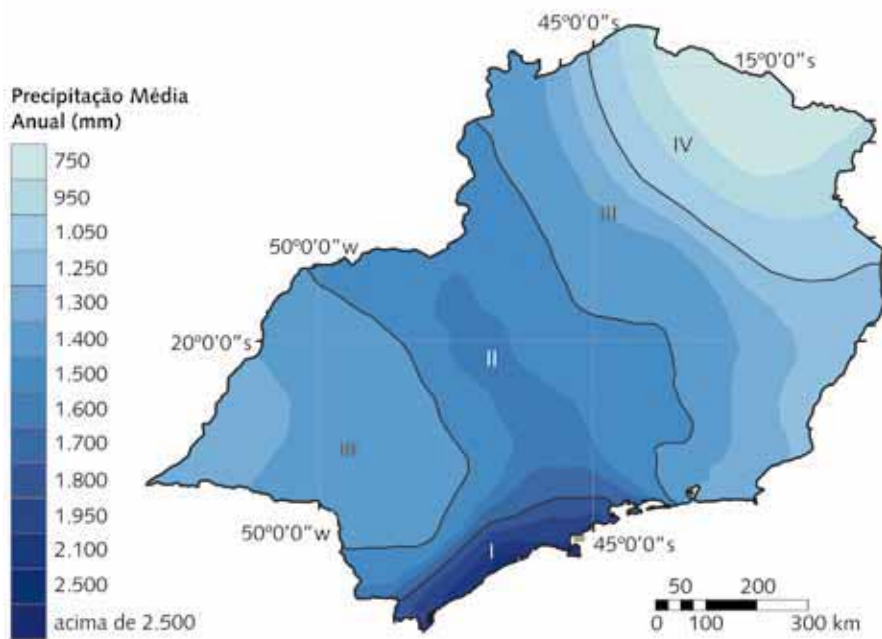 45º0'0"s
15º0'0"s
Precipitação Média
Anual (mm)
750
950
1.050
1.250
1.300
1.400
1.500
1.600
1.700
1.800
1.950
2.100
2.500
acima de 2.500
IV
III
50º0'0"w
20º0'0"s
II
III
50º0'0"w
I
45º0'0"s
50 200
0 100 300 km